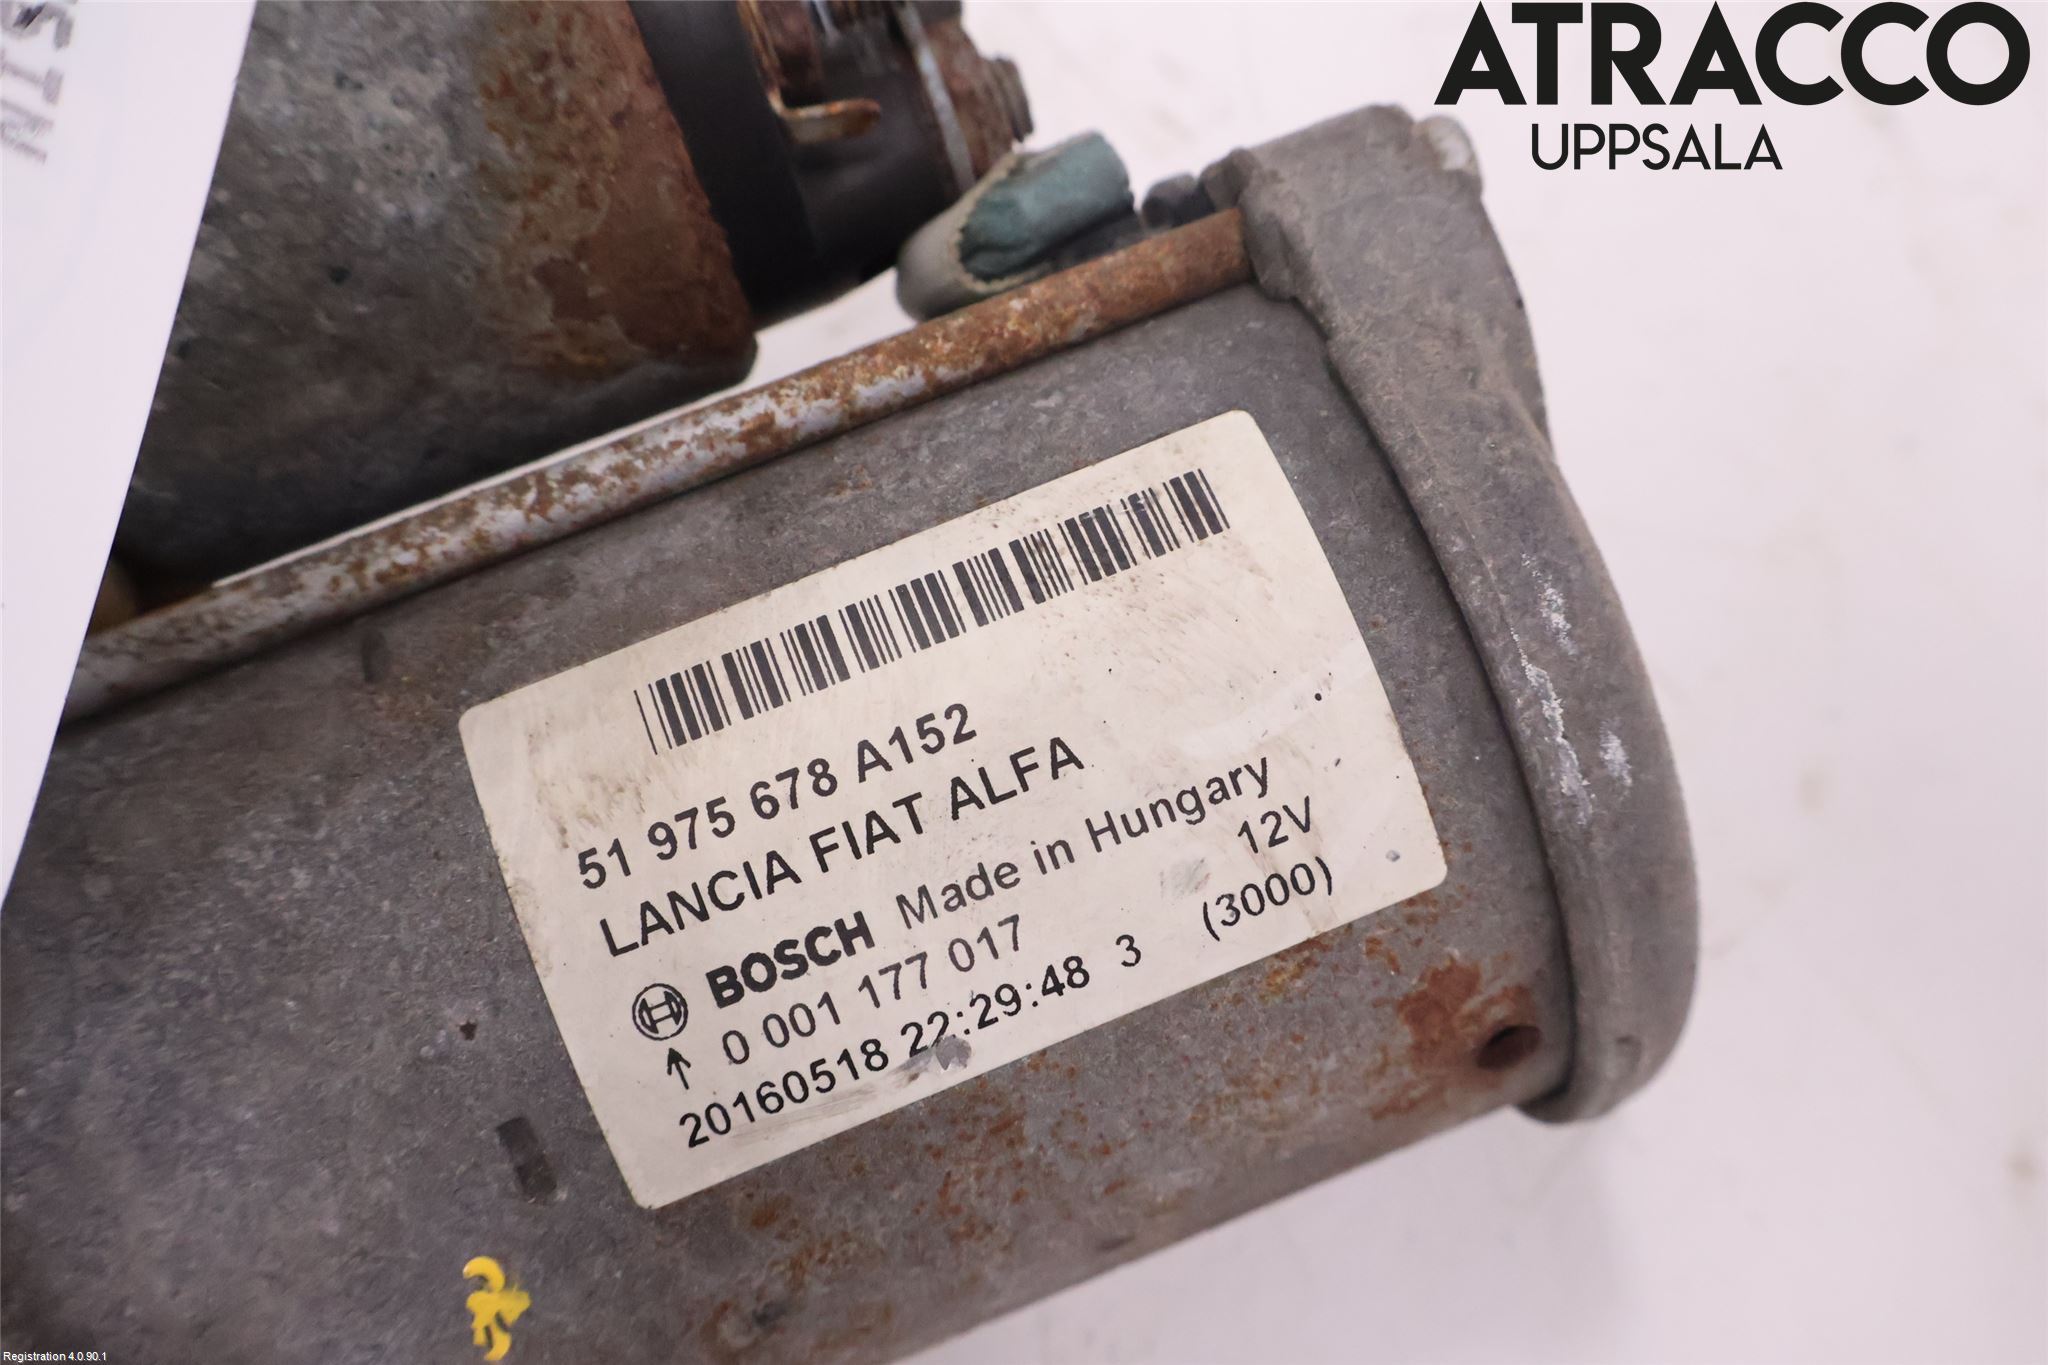 ATRACCO
UPPSALA
51 975 678 A152
LANCIA FIAT ALFA
BOSCH Made in Hungary
0 001 177 017 12V
20160518 22:29:48 3 (3000)
Registration 4.0.90.1